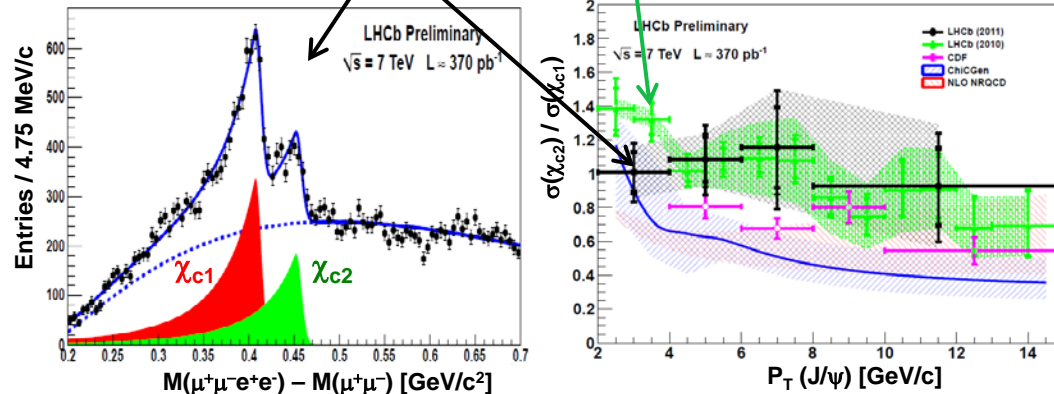 LHCb Preliminary
√s = 7 TeV L ≈ 370 pb⁻¹
Entries / 4.75 MeV/c
600
500
400
300
200
100
0
χc1
χc2
0.2 0.25 0.3 0.35 0.4 0.45 0.5 0.55 0.6 0.65 0.7
M(μ⁺μ⁻e⁺e⁻) – M(μ⁺μ⁻) [GeV/c²]
LHCb Preliminary
√s = 7 TeV L ≈ 370 pb⁻¹
LHCb (2011)
LHCb (2010)
CDF
ChiCGen
NLO NRQCD
σ(χc2) / σ(χc1)
2
1.8
1.6
1.4
1.2
1
0.8
0.6
0.4
0.2
0
2 4 6 8 10 12 14
PT (J/ψ) [GeV/c]